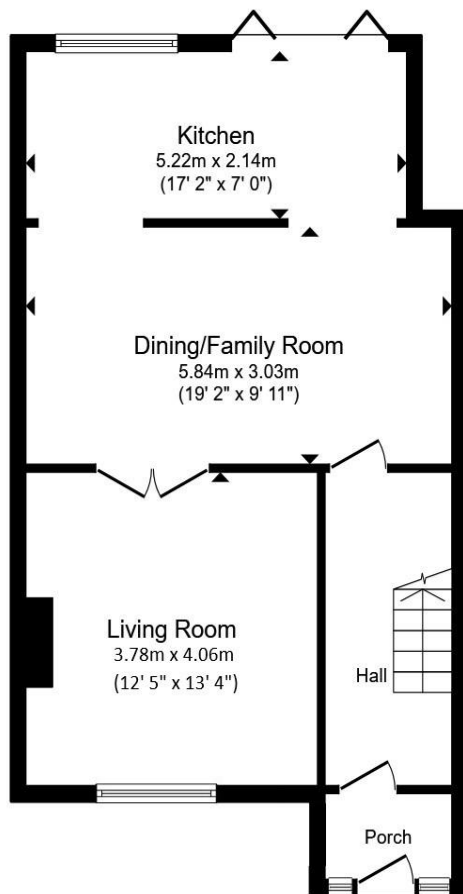 Kitchen
5.22m x 2.14m
(17' 2" x 7' 0")
Dining/Family Room
5.84m x 3.03m
(19' 2" x 9' 11")
Living Room
3.78m x 4.06m
(12' 5" x 13' 4")
Hall
Porch